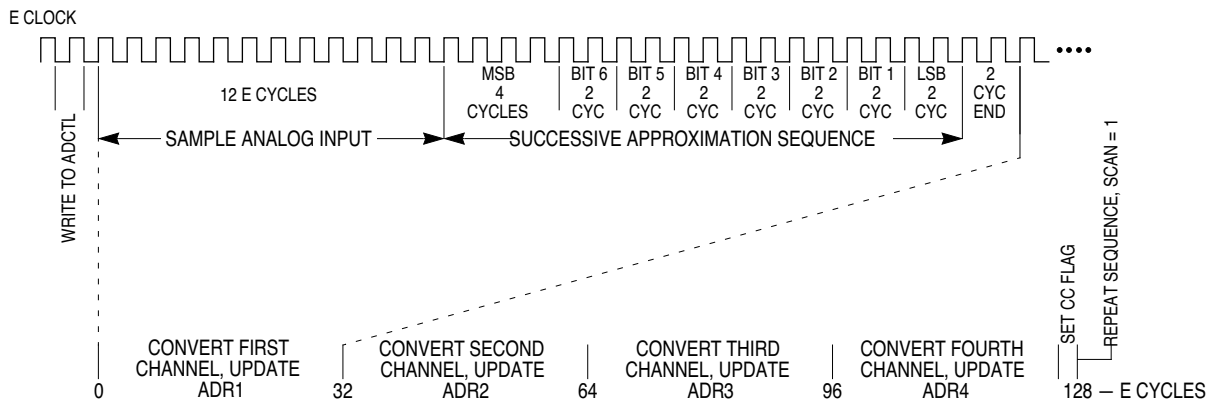 E CLOCK
MSB
4
CYCLES
BIT 6
2
CYC
BIT 5
2
CYC
BIT 4
2
CYC
BIT 3
2
CYC
BIT 2
2
CYC
BIT 1
2
CYC
LSB
2
CYC
2
CYC
END
12 E CYCLES
SAMPLE ANALOG INPUT
SUCCESSIVE APPROXIMATION SEQUENCE
WRITE TO ADCTL
SET CC FLAG
REPEAT SEQUENCE, SCAN = 1
CONVERT FIRST
CHANNEL, UPDATE
ADR1
CONVERT SECOND
CHANNEL, UPDATE
ADR2
CONVERT THIRD
CHANNEL, UPDATE
ADR3
CONVERT FOURTH
CHANNEL, UPDATE
ADR4
0
32
64
96
128 — E CYCLES